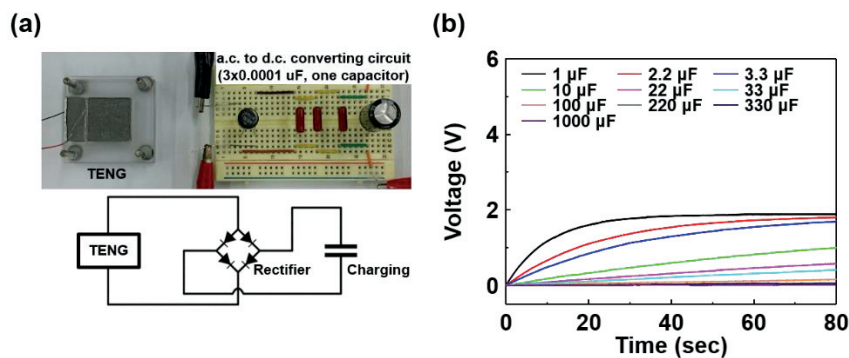 (a)
a.c. to d.c. converting circuit
(3x0.0001 uF, one capacitor)
TENG
TENG
Rectifier
Charging
(b)
Voltage (V)
6
4
2
0
1 µF 2.2 µF 3.3 µF
10 µF 22 µF 33 µF
100 µF 220 µF 330 µF
1000 µF
0 20 40 60 80
Time (sec)